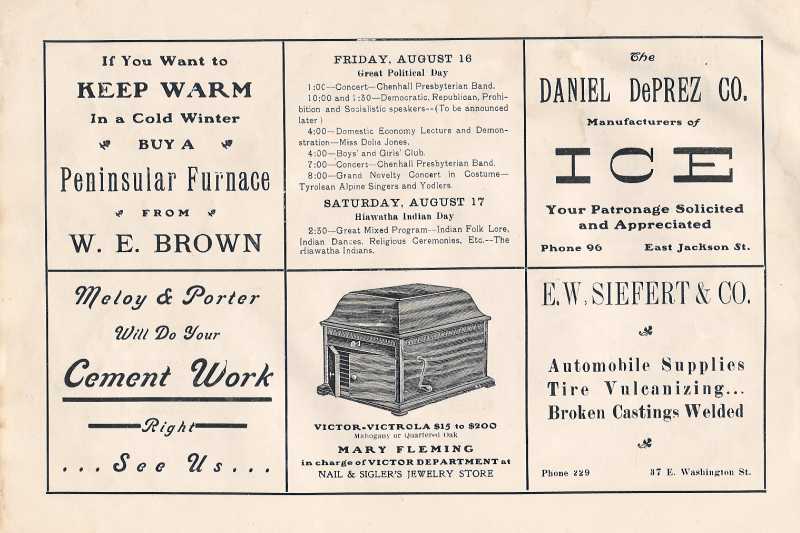 If You Want to
KEEP WARM
In a Cold Winter
BUY A
Peninsular Furnace
FROM
W. E. BROWN
FRIDAY, AUGUST 16
Great Political Day
1:00—Concert—Chenhall Presbyterian Band.
10:00 and 1:30—Democratic, Republican, Prohi-
bition and Socialistic speakers--(To be announced
later)
4:00—Domestic Economy Lecture and Demon-
stration—Miss Dolia Jones.
4:00—Boys' and Girls' Club.
7:00—Concert—Chenhall Presbyterian Band.
8:00—Grand Novelty Concert in Costume—
Tyrolean Alpine Singers and Yodlers.
SATURDAY, AUGUST 17
Hiawatha Indian Day
2:30—Great Mixed Program—Indian Folk Lore,
Indian Dances, Religious Ceremonies, Etc.--The
Hiawatha Indians.
The
DANIEL DePREZ CO.
Manufacturers of
ICE
Your Patronage Solicited
and Appreciated
Phone 96 East Jackson St.
Meloy & Porter
Will Do Your
Cement Work
Right
...See Us...
VICTOR-VICTROLA $15 to $200
Mahogany or Quartered Oak
MARY FLEMING
in charge of VICTOR DEPARTMENT at
NAIL & SIGLER'S JEWELRY STORE
E. W. SIEFERT & CO.
Automobile Supplies
Tire Vulcanizing...
Broken Castings Welded
Phone 229 37 E. Washington St.